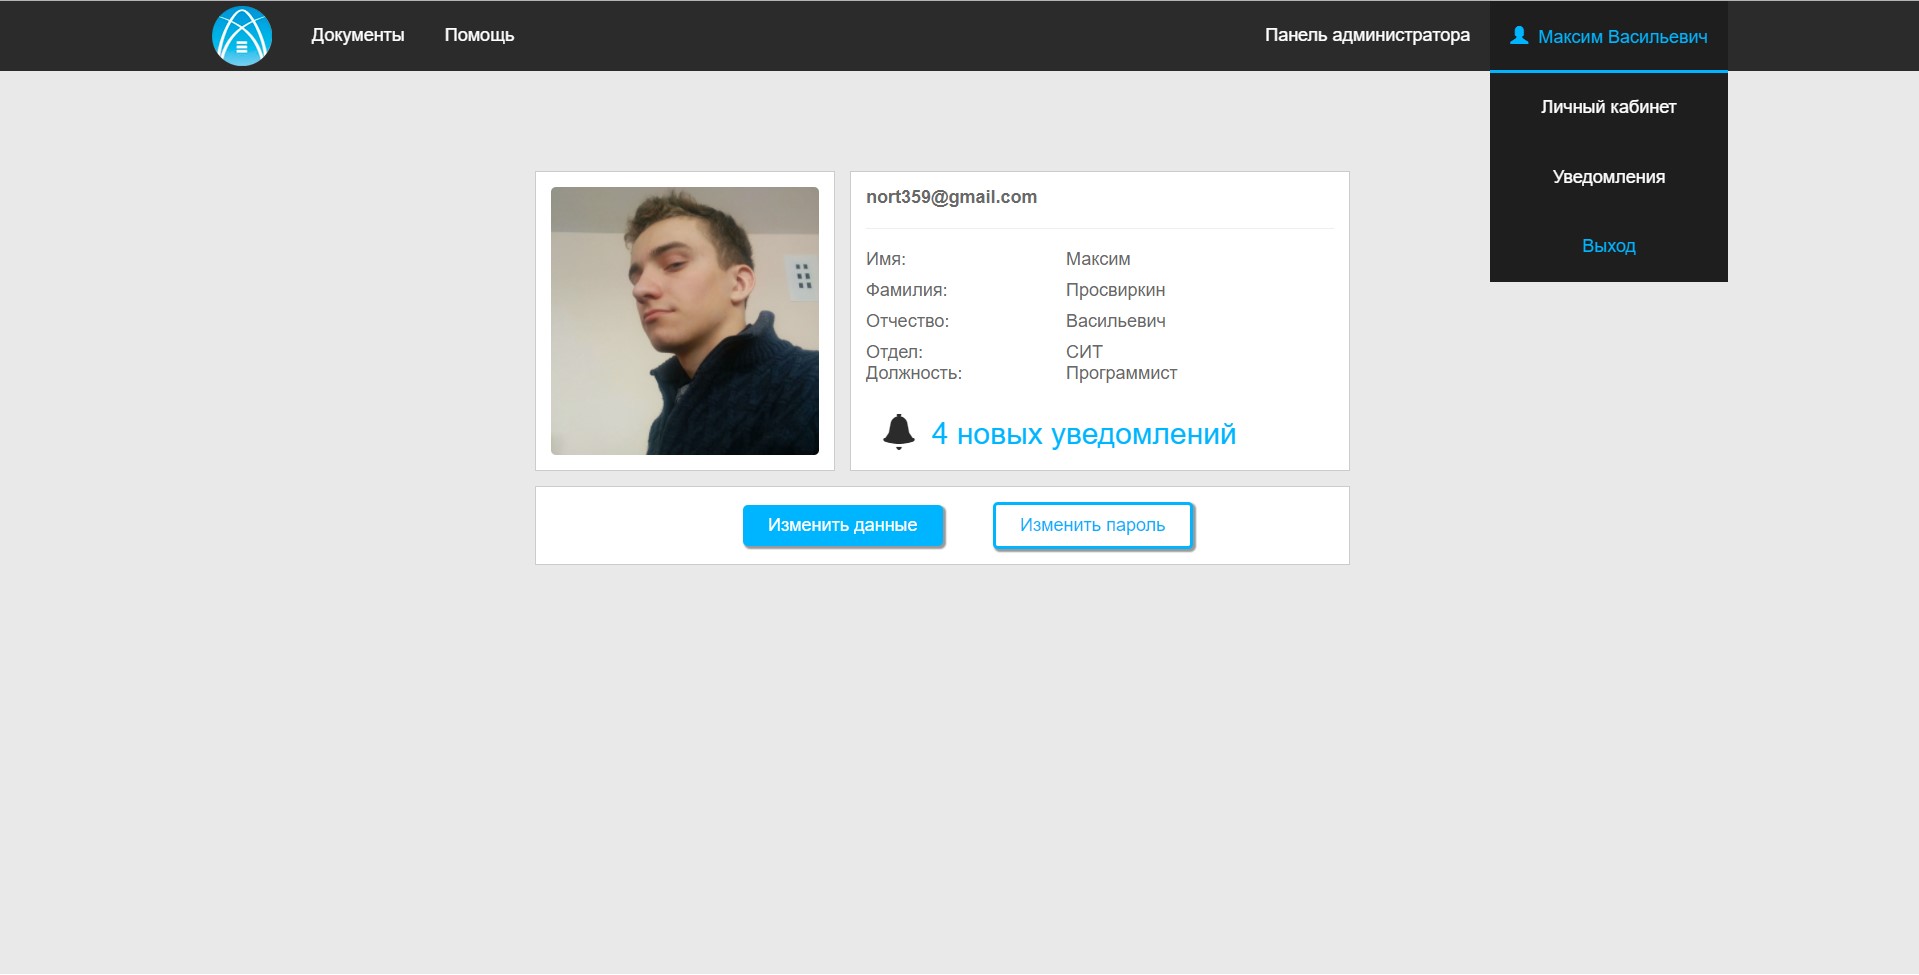 Документы
Помощь
Панель администратора
Максим Васильевич
Личный кабинет
Уведомления
Выход
nort359@gmail.com
Имя: Максим
Фамилия: Просвиркин
Отчество: Васильевич
Отдел: СИТ
Должность: Программист
4 новых уведомлений
Изменить данные
Изменить пароль